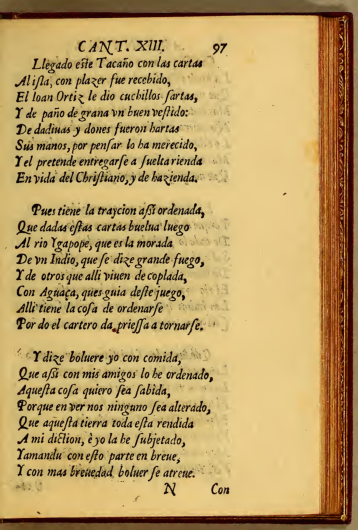 CANT. XIII. 97
Llegado este Tacaño con las cartas
Al isla, con plazer fue recebido,
El Ioan Ortiz le dio cuchillos sartas,
Y de paño de grana vn buen vestido:
De dadiuas y dones fueron hartas
Sus manos, por pensar lo ha merecido,
Y el pretende entregarse a suelta rienda
En vida del Christiano, y de hazienda.
Pues tiene la traycion assi ordenada,
Que dadas estas cartas buelua luego
Al rio Ygapope, que es la morada
De vn Indio, que se dize grande fuego,
Y de otros que alli viuen de coplada,
Con Aguaça, ques guia deste juego,
Alli tiene la cosa de ordenarse
Por do el cartero da priessa a tornarse.
Y dize boluere yo con comida,
Que assi con mis amigos lo he ordenado,
Aquesta cosa quiero sea sabida,
Porque en ver nos ninguno sea alterado,
Que aquesta tierra toda esta rendida
A mi diction, è yo la he subjetado,
Yamandu con esto parte en breue,
Y con mas breuedad boluer se atreue.
N Con